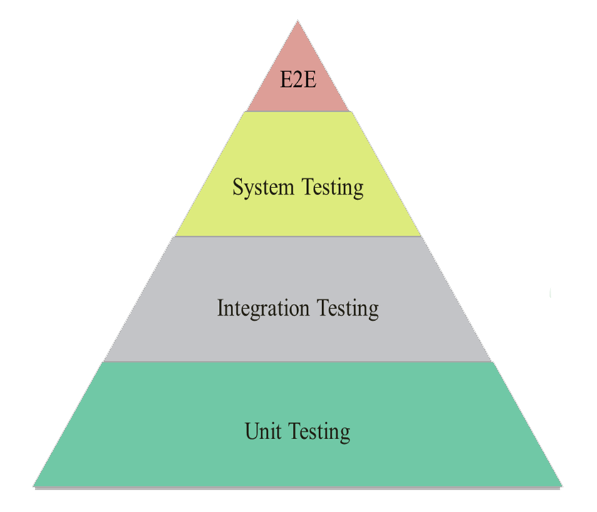 E2E
System Testing
Integration Testing
Unit Testing